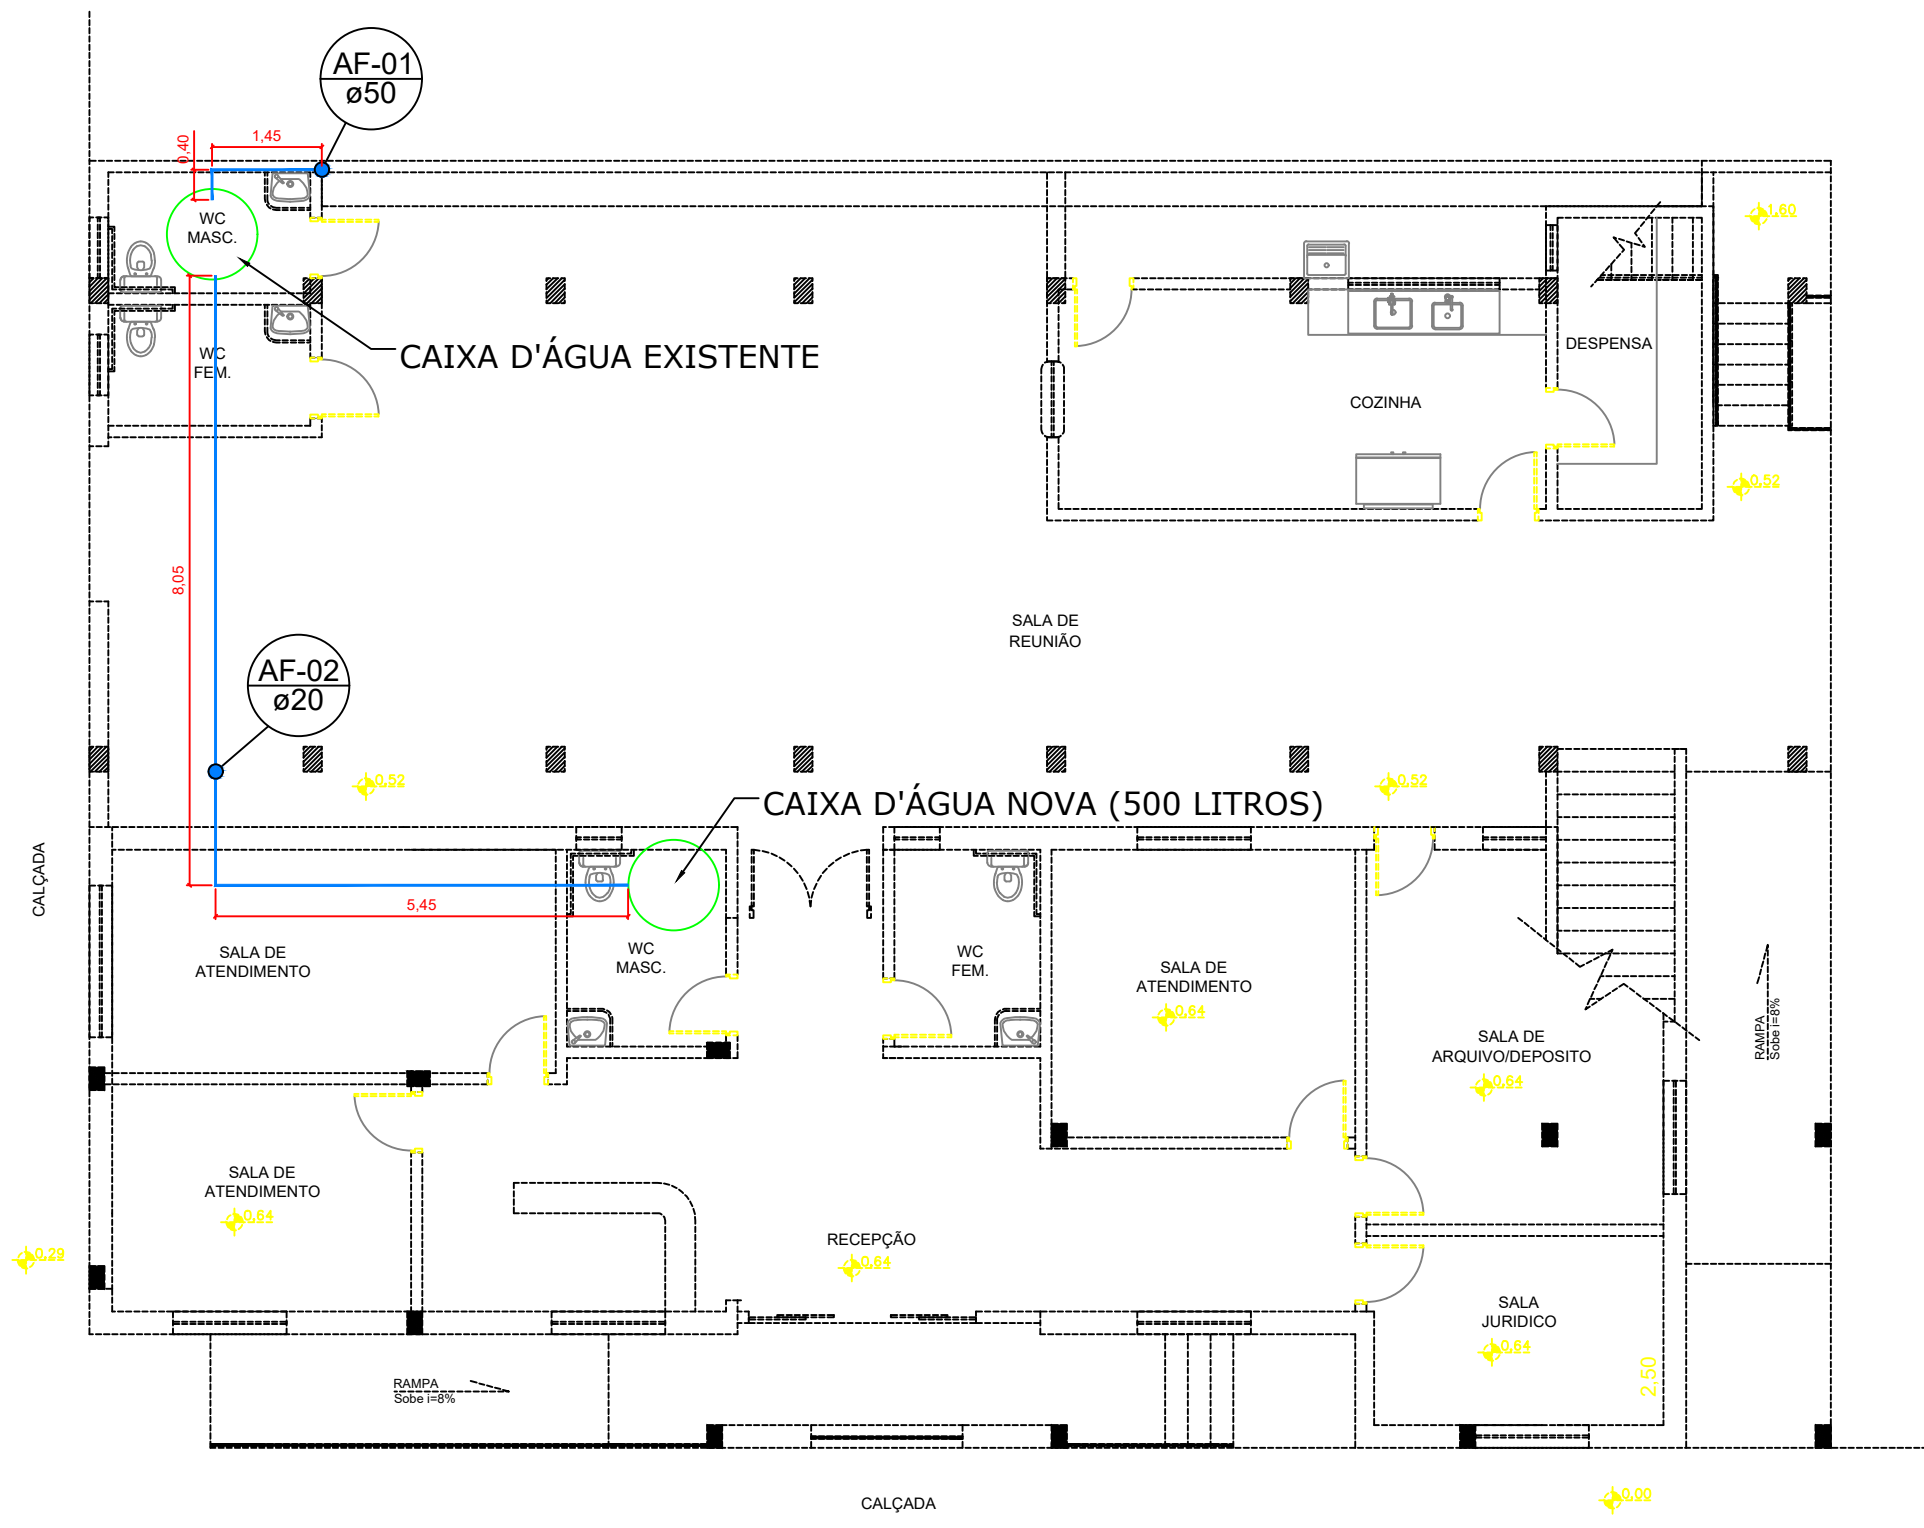 AF-01
ø50
1,45
0,40
WC
MASC.
1,60
CAIXA D'ÁGUA EXISTENTE
WC
FEM.
DESPENSA
COZINHA
0,52
8,05
SALA DE
REUNIÃO
AF-02
ø20
0,52
0,52
CAIXA D'ÁGUA NOVA (500 LITROS)
CALÇADA
5,45
SALA DE
ATENDIMENTO
WC
MASC.
WC
FEM.
SALA DE
ATENDIMENTO
0,64
RAMPA
Sobe i=8%
SALA DE
ARQUIVO/DEPOSITO
0,64
SALA DE
ATENDIMENTO
0,64
RECEPÇÃO
0,64
0,29
SALA
JURIDICO
0,64
2,50
RAMPA
Sobe i=8%
CALÇADA
0,00